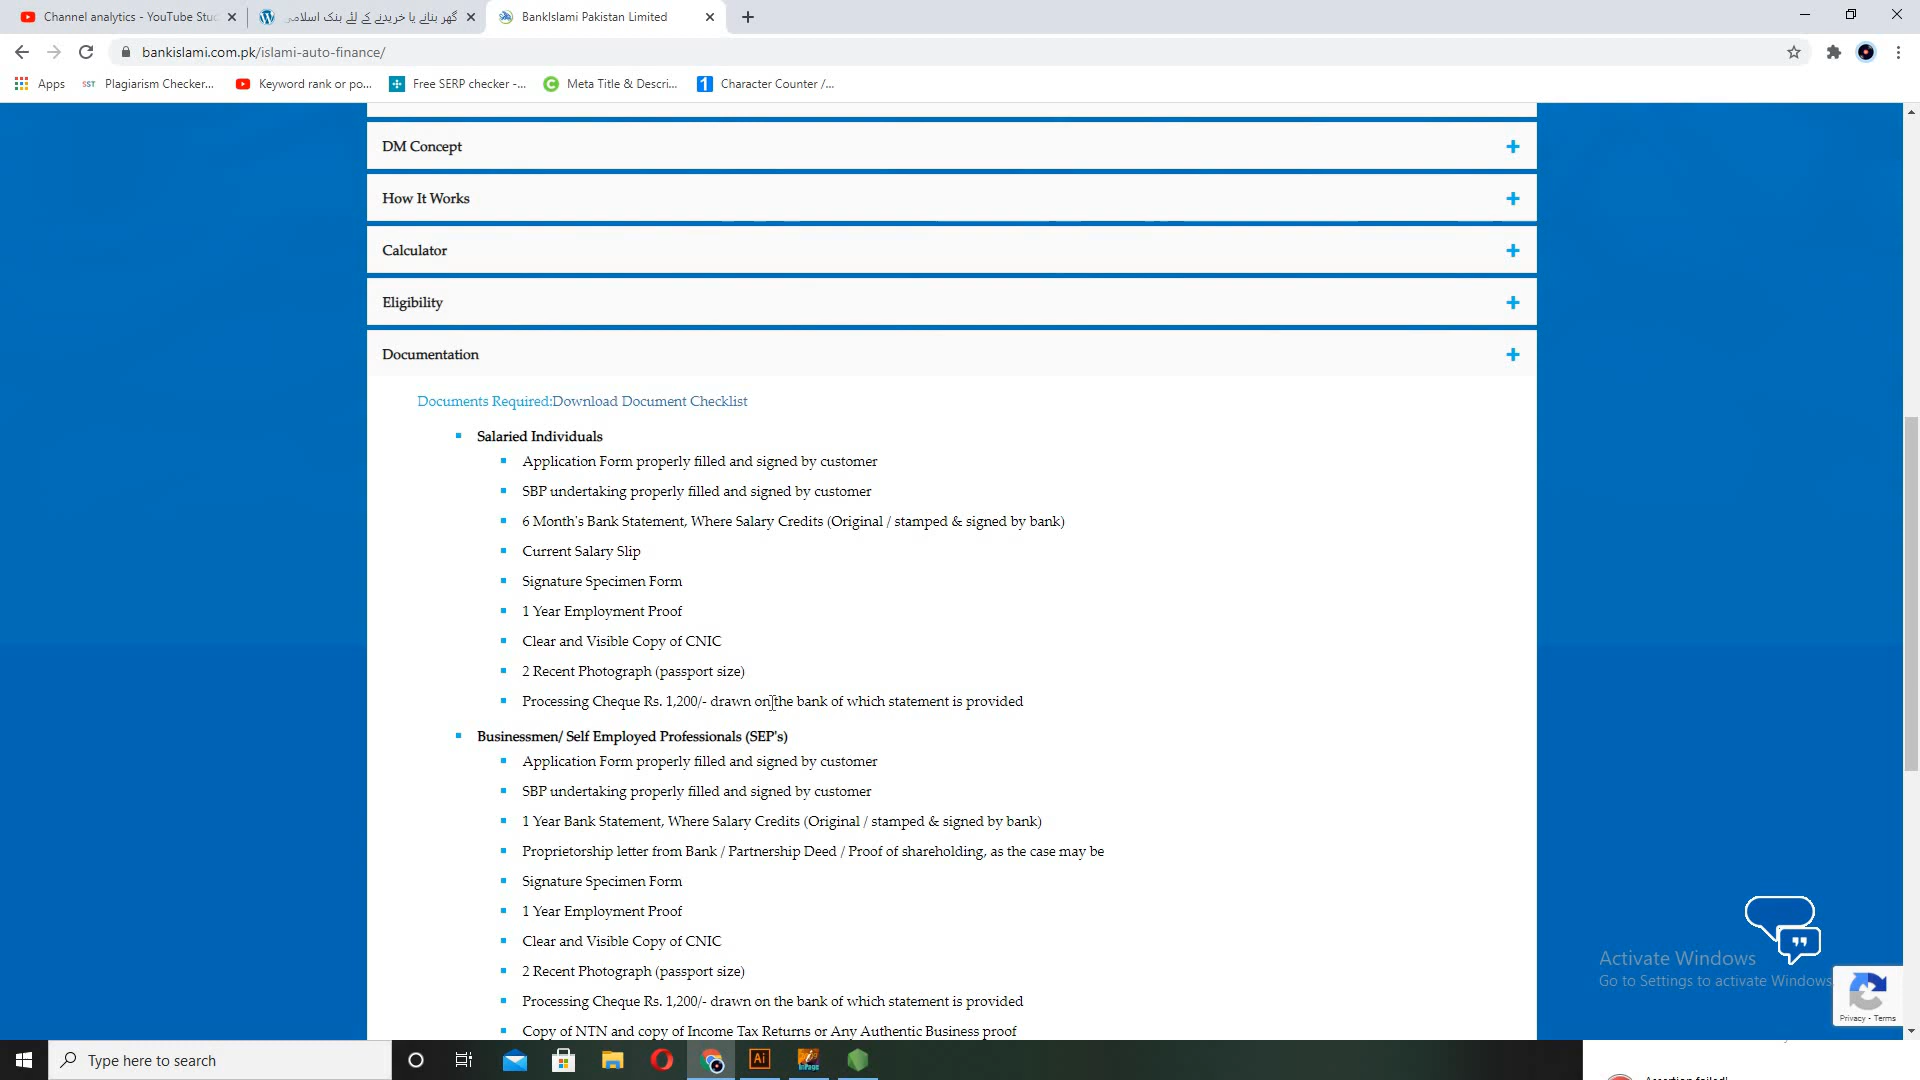 Channel analytics - YouTube Stu
گھر بنانے یا خریدنے کے لئے بنک اسلامی
BankIslami Pakistan Limited
bankislami.com.pk/islami-auto-finance/
Apps
SST Plagiarism Checker...
Keyword rank or po...
Free SERP checker -...
Meta Title & Descri...
Character Counter /...
DM Concept
How It Works
Calculator
Eligibility
Documentation
Documents Required:Download Document Checklist
Salaried Individuals
Application Form properly filled and signed by customer
SBP undertaking properly filled and signed by customer
6 Month's Bank Statement, Where Salary Credits (Original / stamped & signed by bank)
Current Salary Slip
Signature Specimen Form
1 Year Employment Proof
Clear and Visible Copy of CNIC
2 Recent Photograph (passport size)
Processing Cheque Rs. 1,200/- drawn on the bank of which statement is provided
Businessmen/ Self Employed Professionals (SEP's)
Application Form properly filled and signed by customer
SBP undertaking properly filled and signed by customer
1 Year Bank Statement, Where Salary Credits (Original / stamped & signed by bank)
Proprietorship letter from Bank / Partnership Deed / Proof of shareholding, as the case may be
Signature Specimen Form
1 Year Employment Proof
Clear and Visible Copy of CNIC
2 Recent Photograph (passport size)
Processing Cheque Rs. 1,200/- drawn on the bank of which statement is provided
Copy of NTN and copy of Income Tax Returns or Any Authentic Business proof
Activate Windows
Go to Settings to activate Windows
Privacy - Terms
Type here to search
Ai